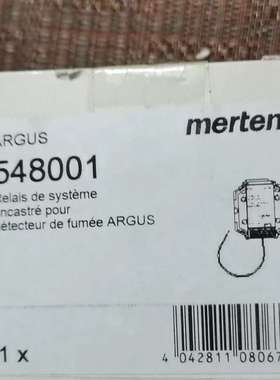 ARGUS
merten
548001
Relais de système
encastré pour
détecteur de fumée ARGUS
1 x
4 042811 08067